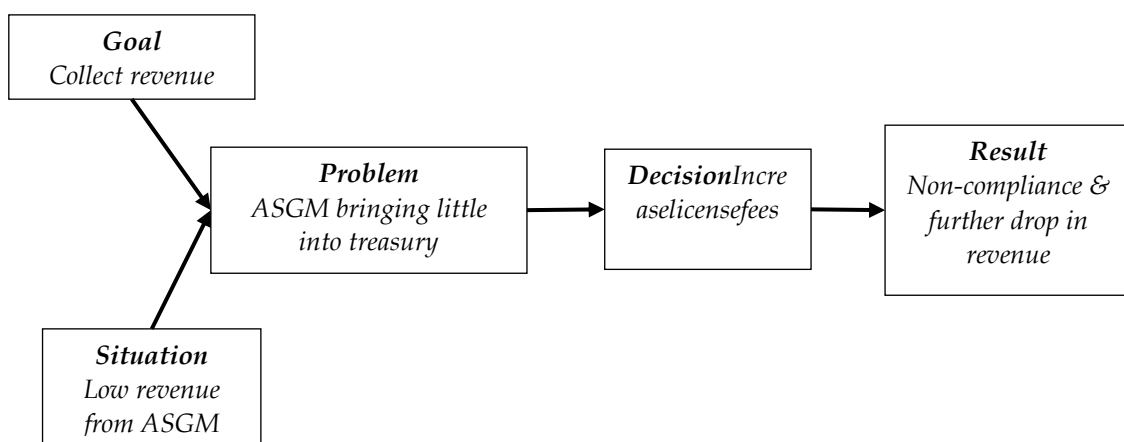 Goal
Collect revenue
Problem
ASGM bringing little
into treasury
DecisionIncre
aselicensefees
Result
Non-compliance &
further drop in
revenue
Situation
Low revenue
from ASGM